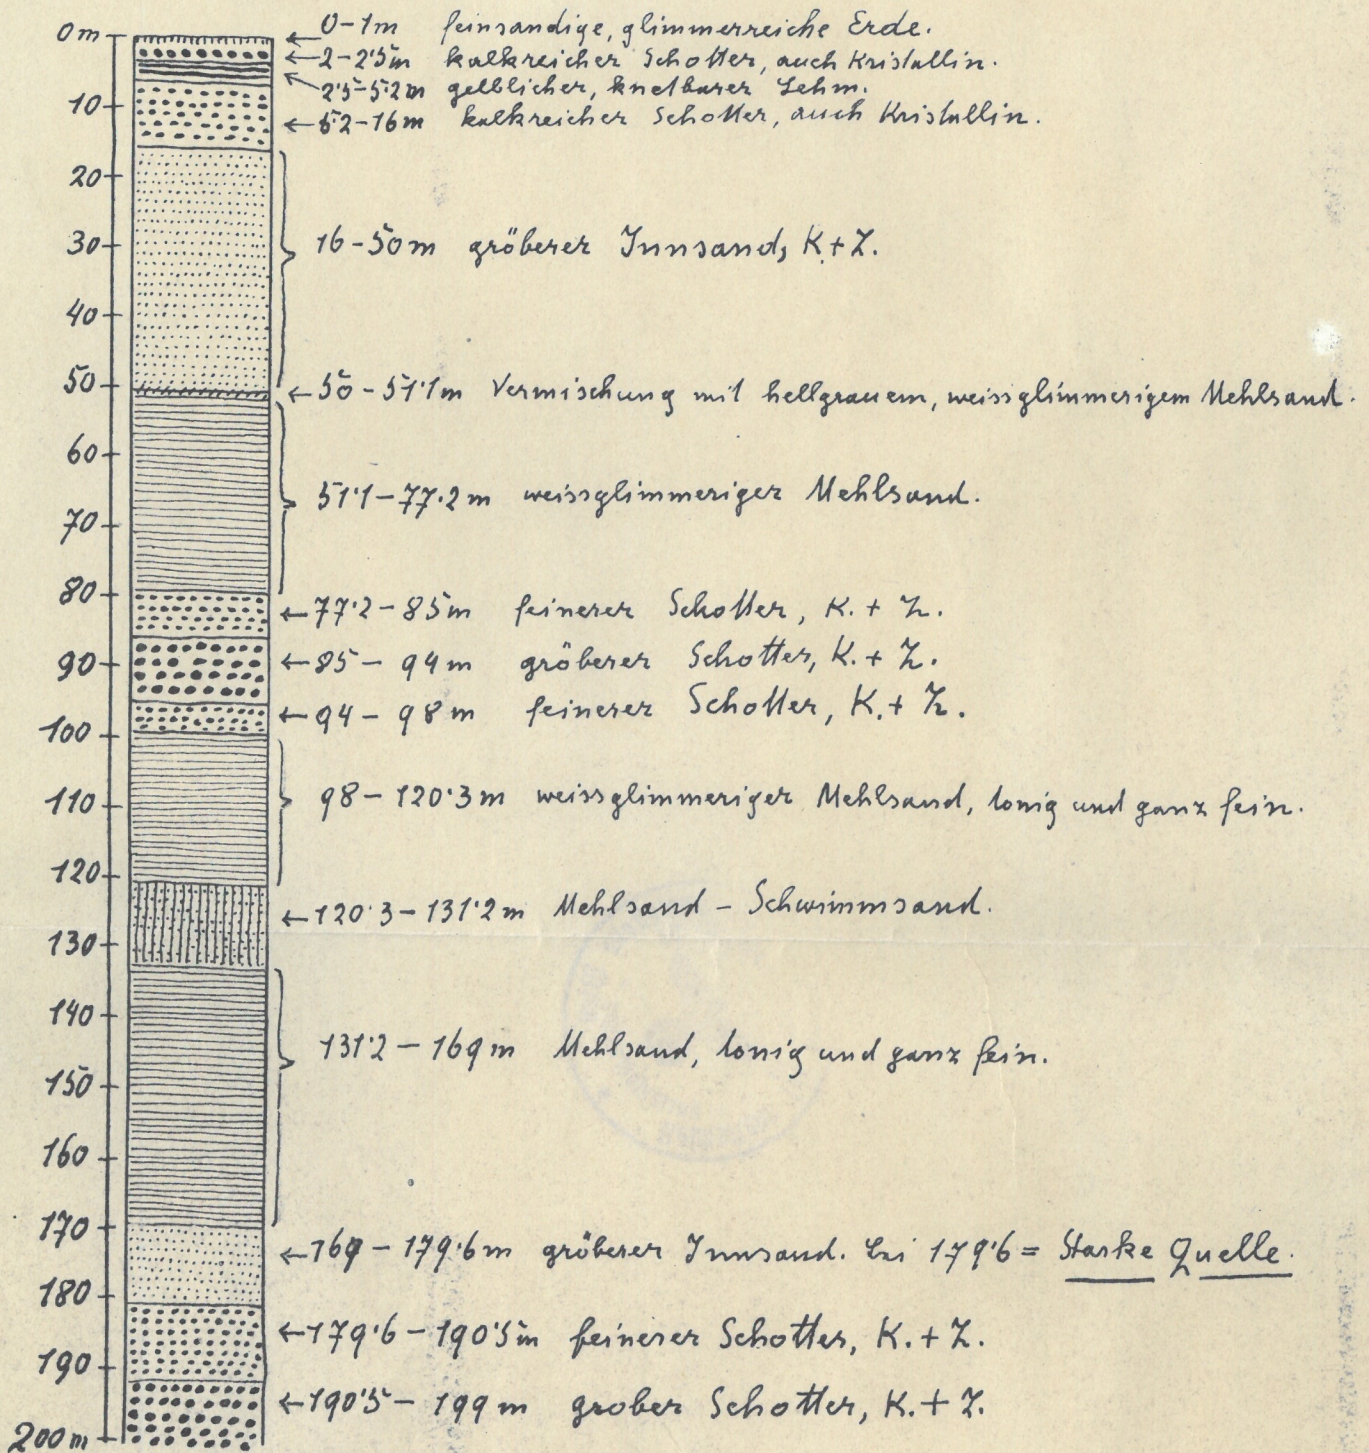 0 m
0-1m feinsandige, glimmerreiche Erde.
2-2'5m kalkreicher Schotter, auch Kristallin.
2'5-5'2m gelblicher, knetbarer Lehm.
10
5'2-16m kalkreicher Schotter, auch Kristallin.
20
30
16-50m gröberer Innsand, K+Z.
40
50
50-51'1m Vermischung mit hellgrauem, weissglimmerigem Mehlsand.
60
51'1-77'2m weissglimmeriger Mehlsand.
70
80
77'2-85m feinerer Schotter, K.+Z.
90
85-94m gröberer Schotter, K.+Z.
94-98m feinerer Schotter, K.+Z.
100
110
98-120'3m weissglimmeriger Mehlsand, tonig und ganz fein.
120
120'3-131'2m Mehlsand - Schwimmsand.
130
140
131'2-169m Mehlsand, tonig und ganz fein.
150
160
170
169-179'6m gröberer Innsand. bei 179'6 = Starke Quelle.
180
179'6-190'5m feinerer Schotter, K.+Z.
190
190'5-199m grober Schotter, K.+Z.
200 m